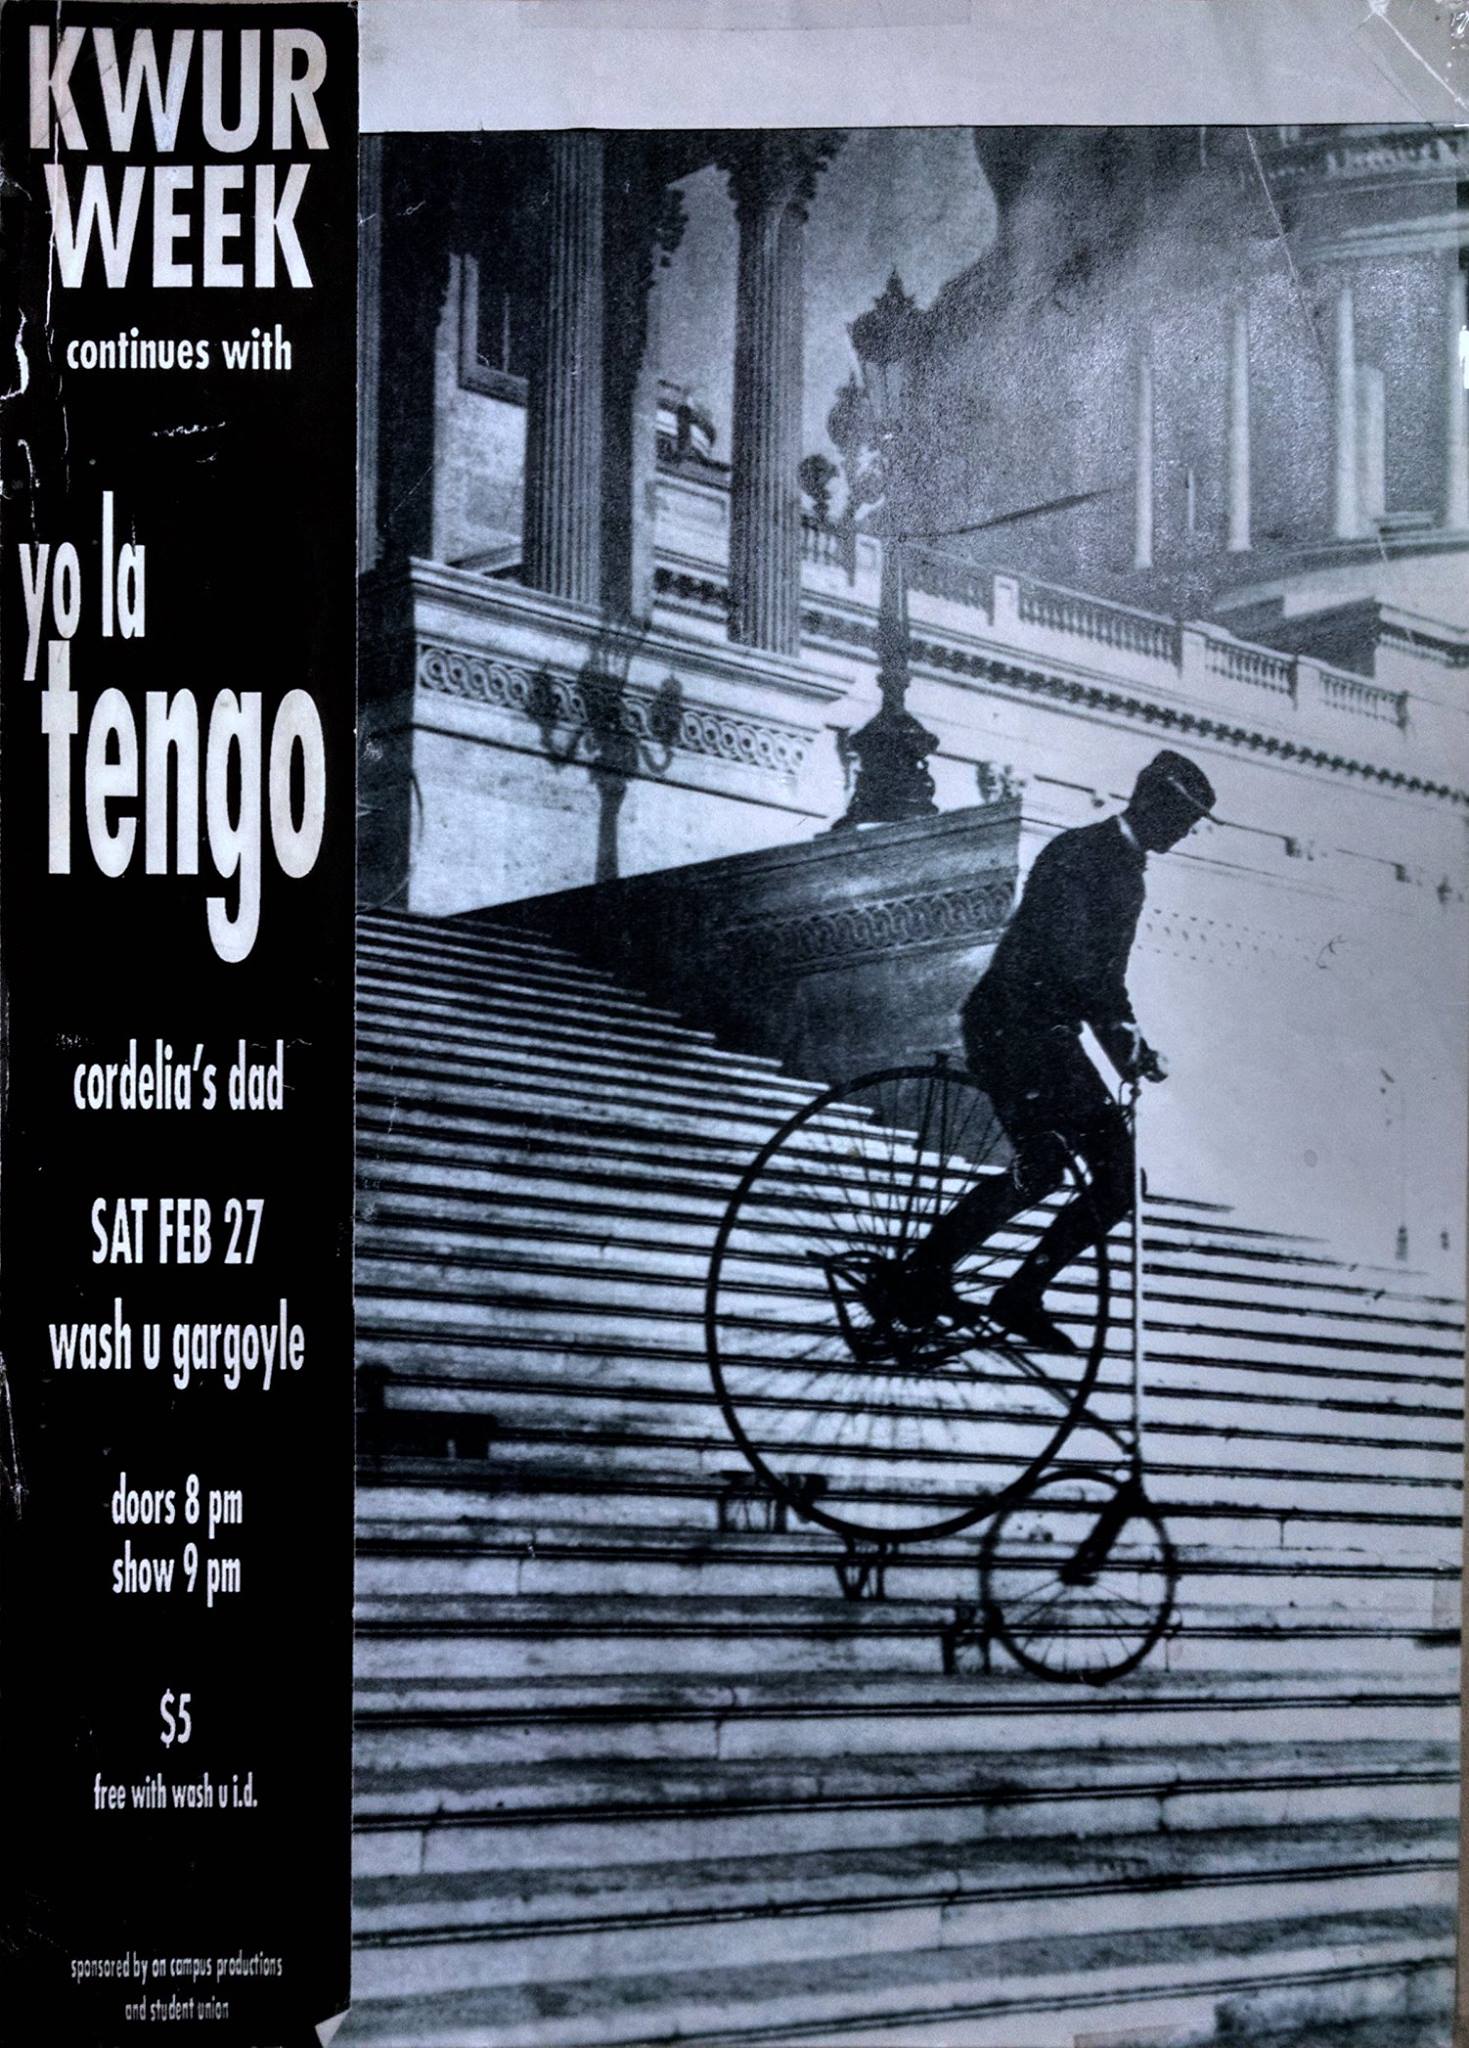 KWUR
WEEK
continues with
yo la
tengo
cordelia's dad
SAT FEB 27
wash u gargoyle
doors 8 pm
show 9 pm
$5
free with wash u i.d.
sponsored by on campus productions
and student union